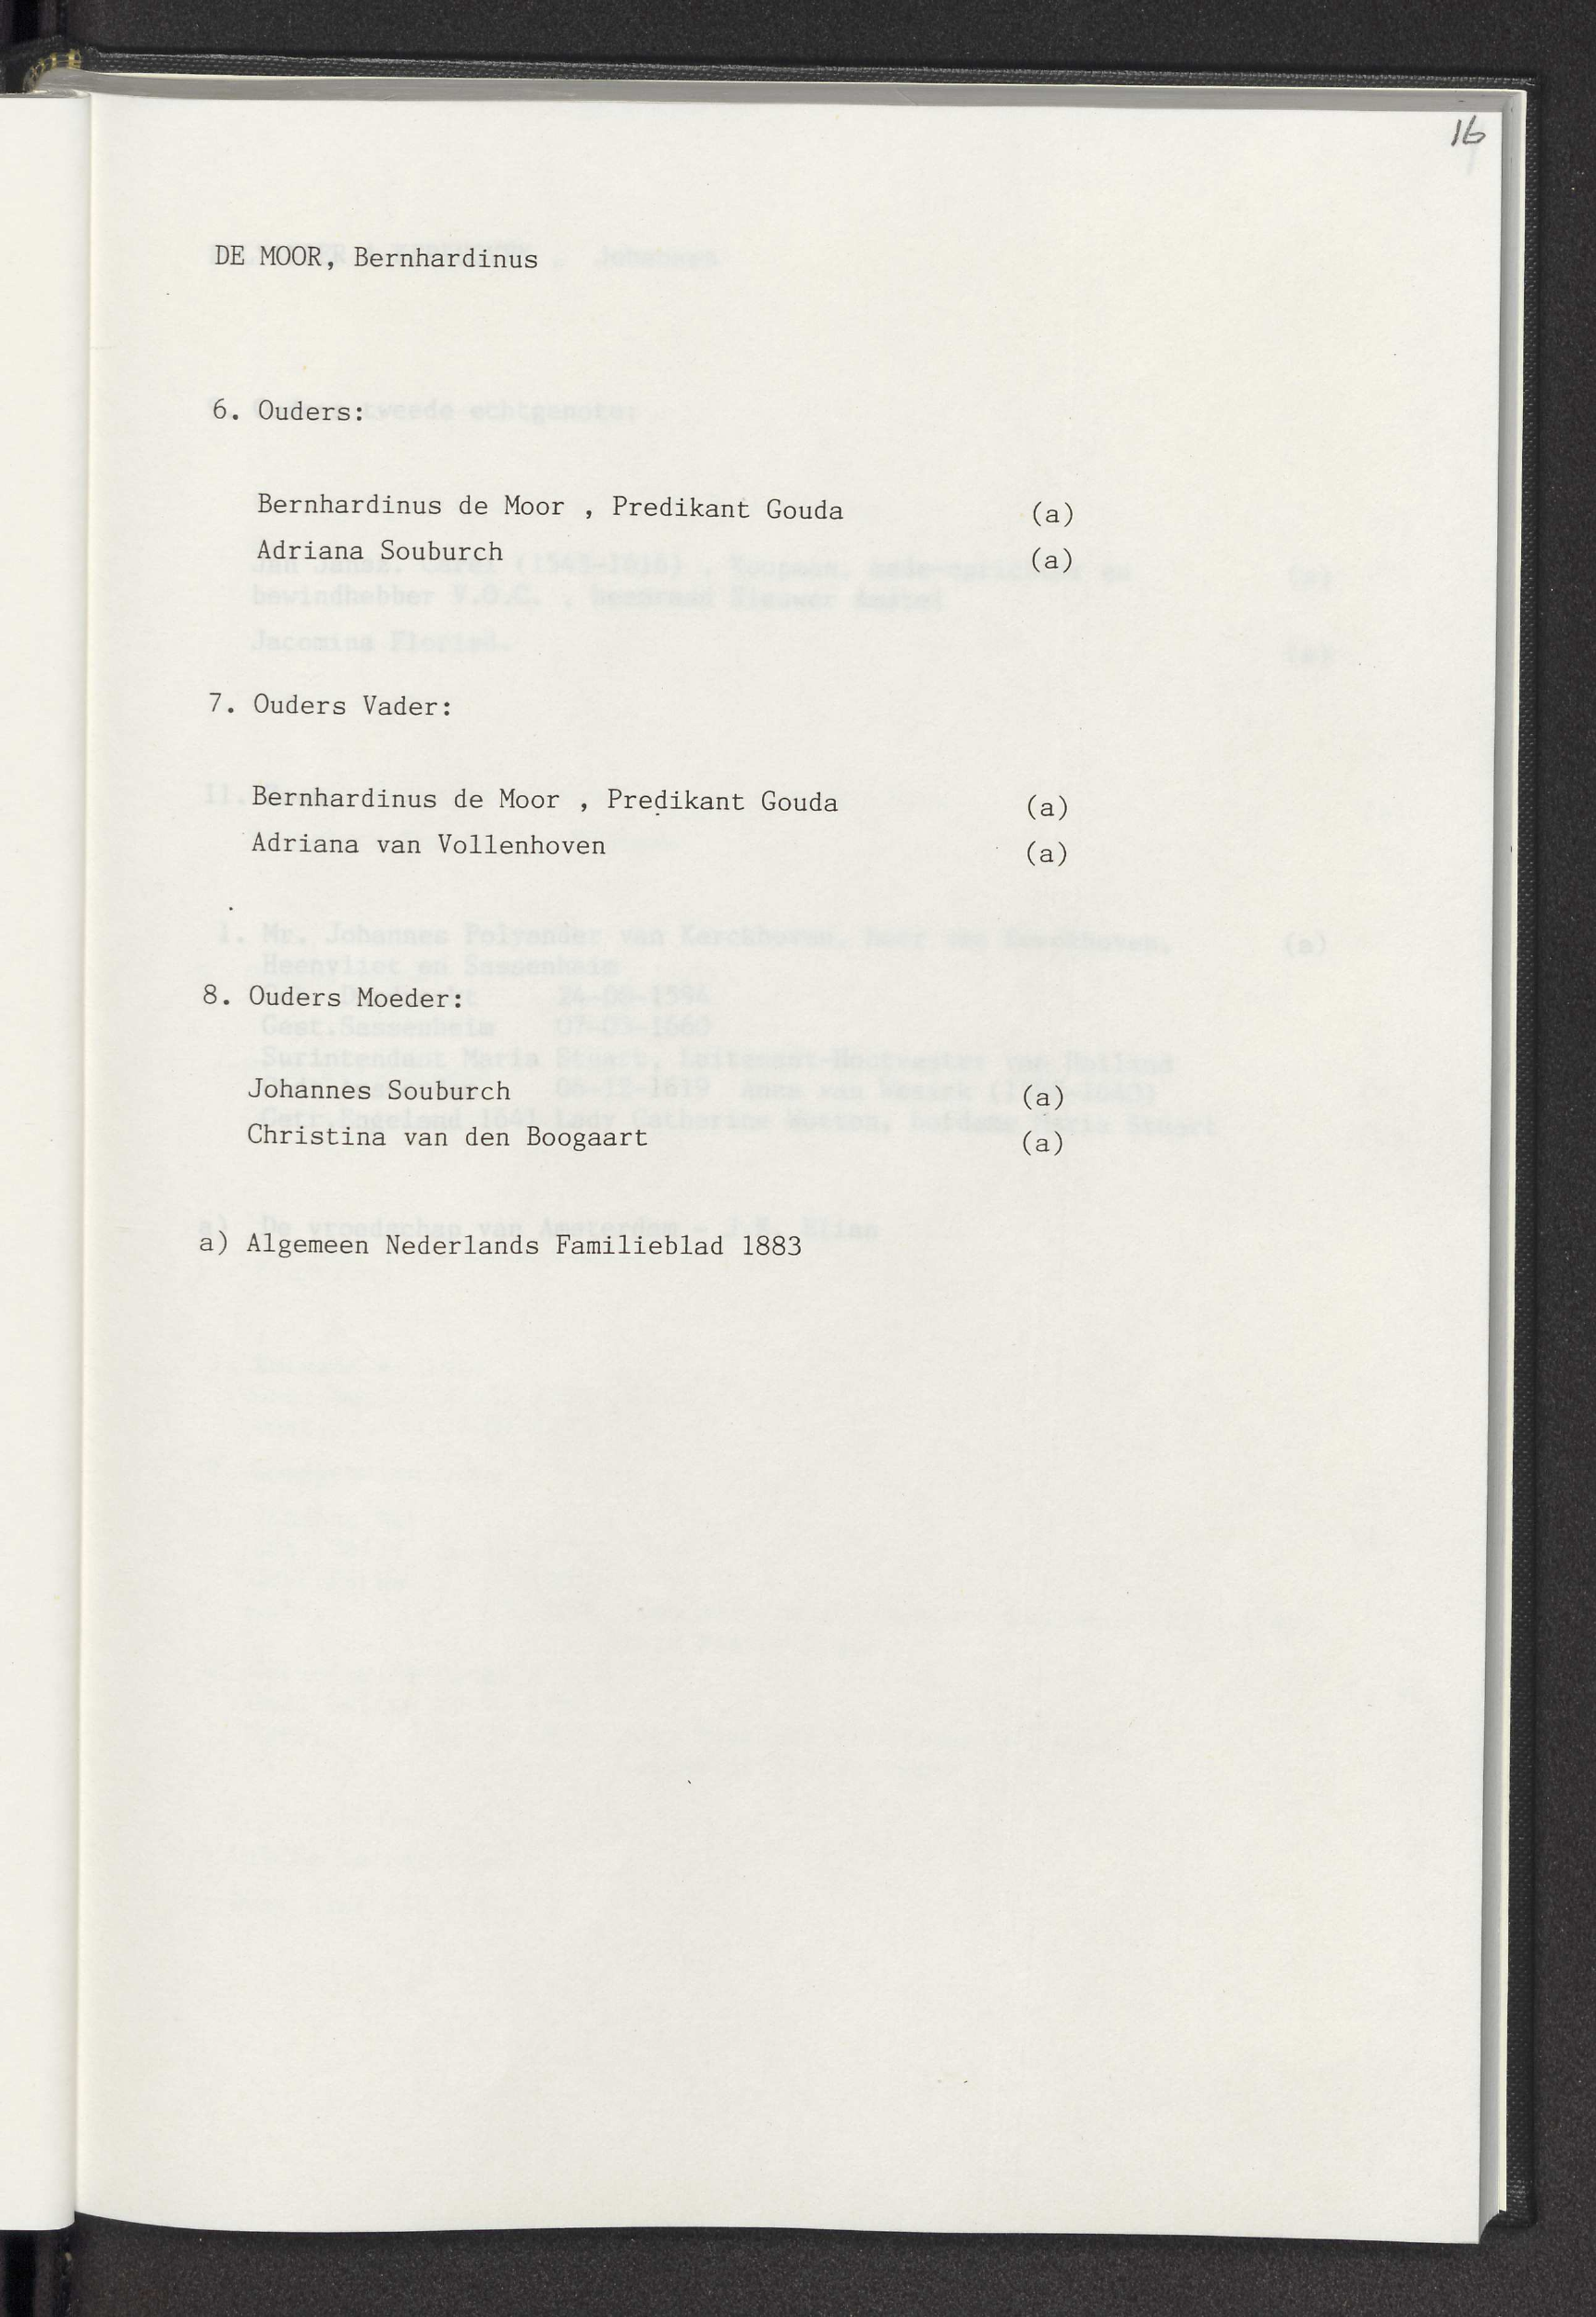 16
DE MOOR, Bernhardinus
6. Ouders:
Bernhardinus de Moor , Predikant Gouda (a)
Adriana Souburch (a)
7. Ouders Vader:
Bernhardinus de Moor , Predikant Gouda (a)
Adriana van Vollenhoven (a)
8. Ouders Moeder:
Johannes Souburch (a)
Christina van den Boogaart (a)
a) Algemeen Nederlands Familieblad 1883